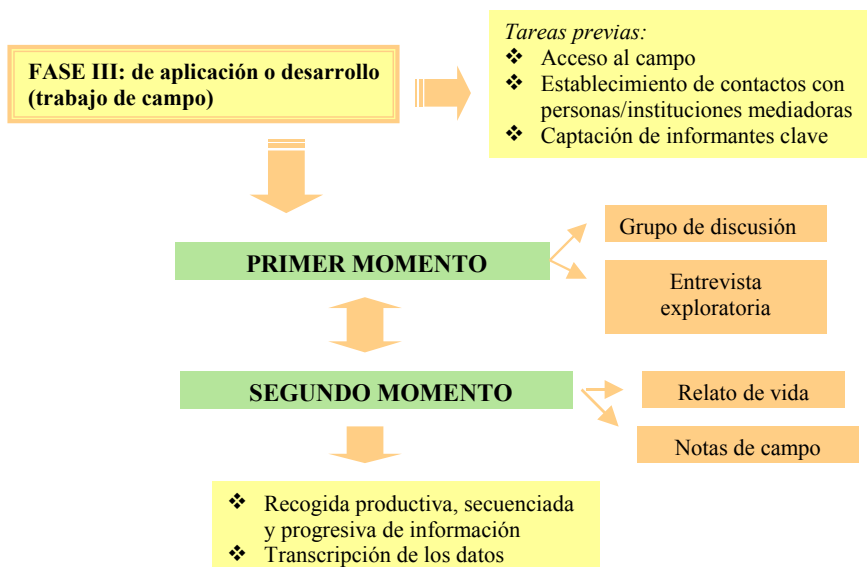 FASE III: de aplicación o desarrollo
(trabajo de campo)
Tareas previas:
❖ Acceso al campo
❖ Establecimiento de contactos con
personas/instituciones mediadoras
❖ Captación de informantes clave
PRIMER MOMENTO
Grupo de discusión
Entrevista
exploratoria
SEGUNDO MOMENTO
Relato de vida
Notas de campo
❖ Recogida productiva, secuenciada
y progresiva de información
❖ Transcripción de los datos